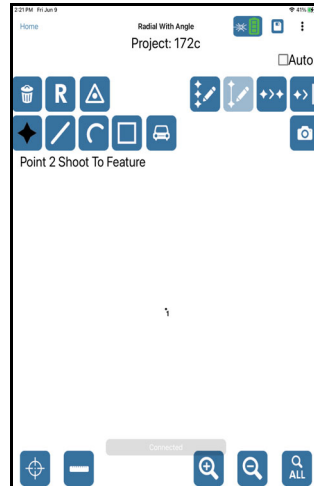 2:21 PM Fri Jun 9 41%
Home Radial With Angle
Project: 172c
Auto
R
Point 2 Shoot To Feature
1
Connected
ALL